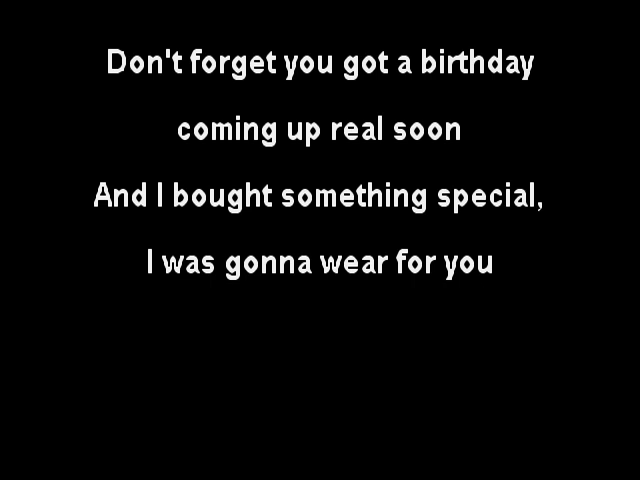 Don't forget you got a birthday
coming up real soon
And I bought something special,
I was gonna wear for you